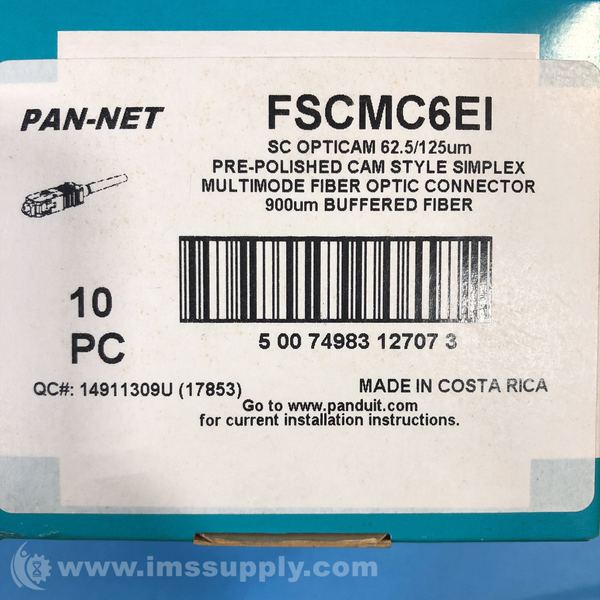 PAN-NET
FSCMC6EI
SC OPTICAM 62.5/125um
PRE-POLISHED CAM STYLE SIMPLEX
MULTIMODE FIBER OPTIC CONNECTOR
900um BUFFERED FIBER
10
PC
5 00 74983 12707 3
QC#: 14911309U (17853)
MADE IN COSTA RICA
Go to www.panduit.com
for current installation instructions.
www.imssupply.com